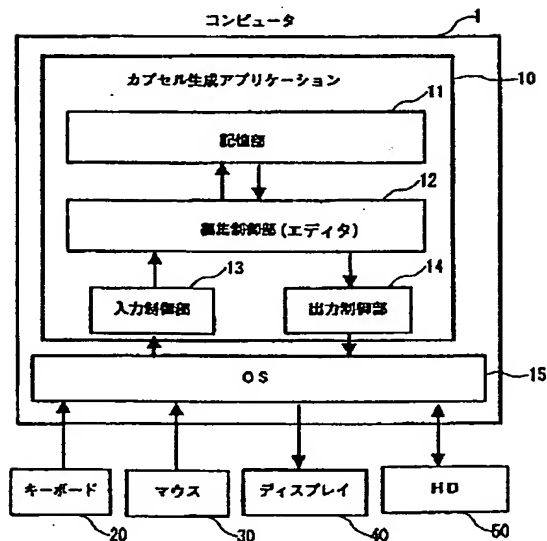 コンピュータ
1
カプセル生成アプリケーション
10
11
記憶部
12
編集制御部(エディタ)
13
14
入力制御部
出力制御部
OS
15
キーボード
マウス
ディスプレイ
HD
20
30
40
50